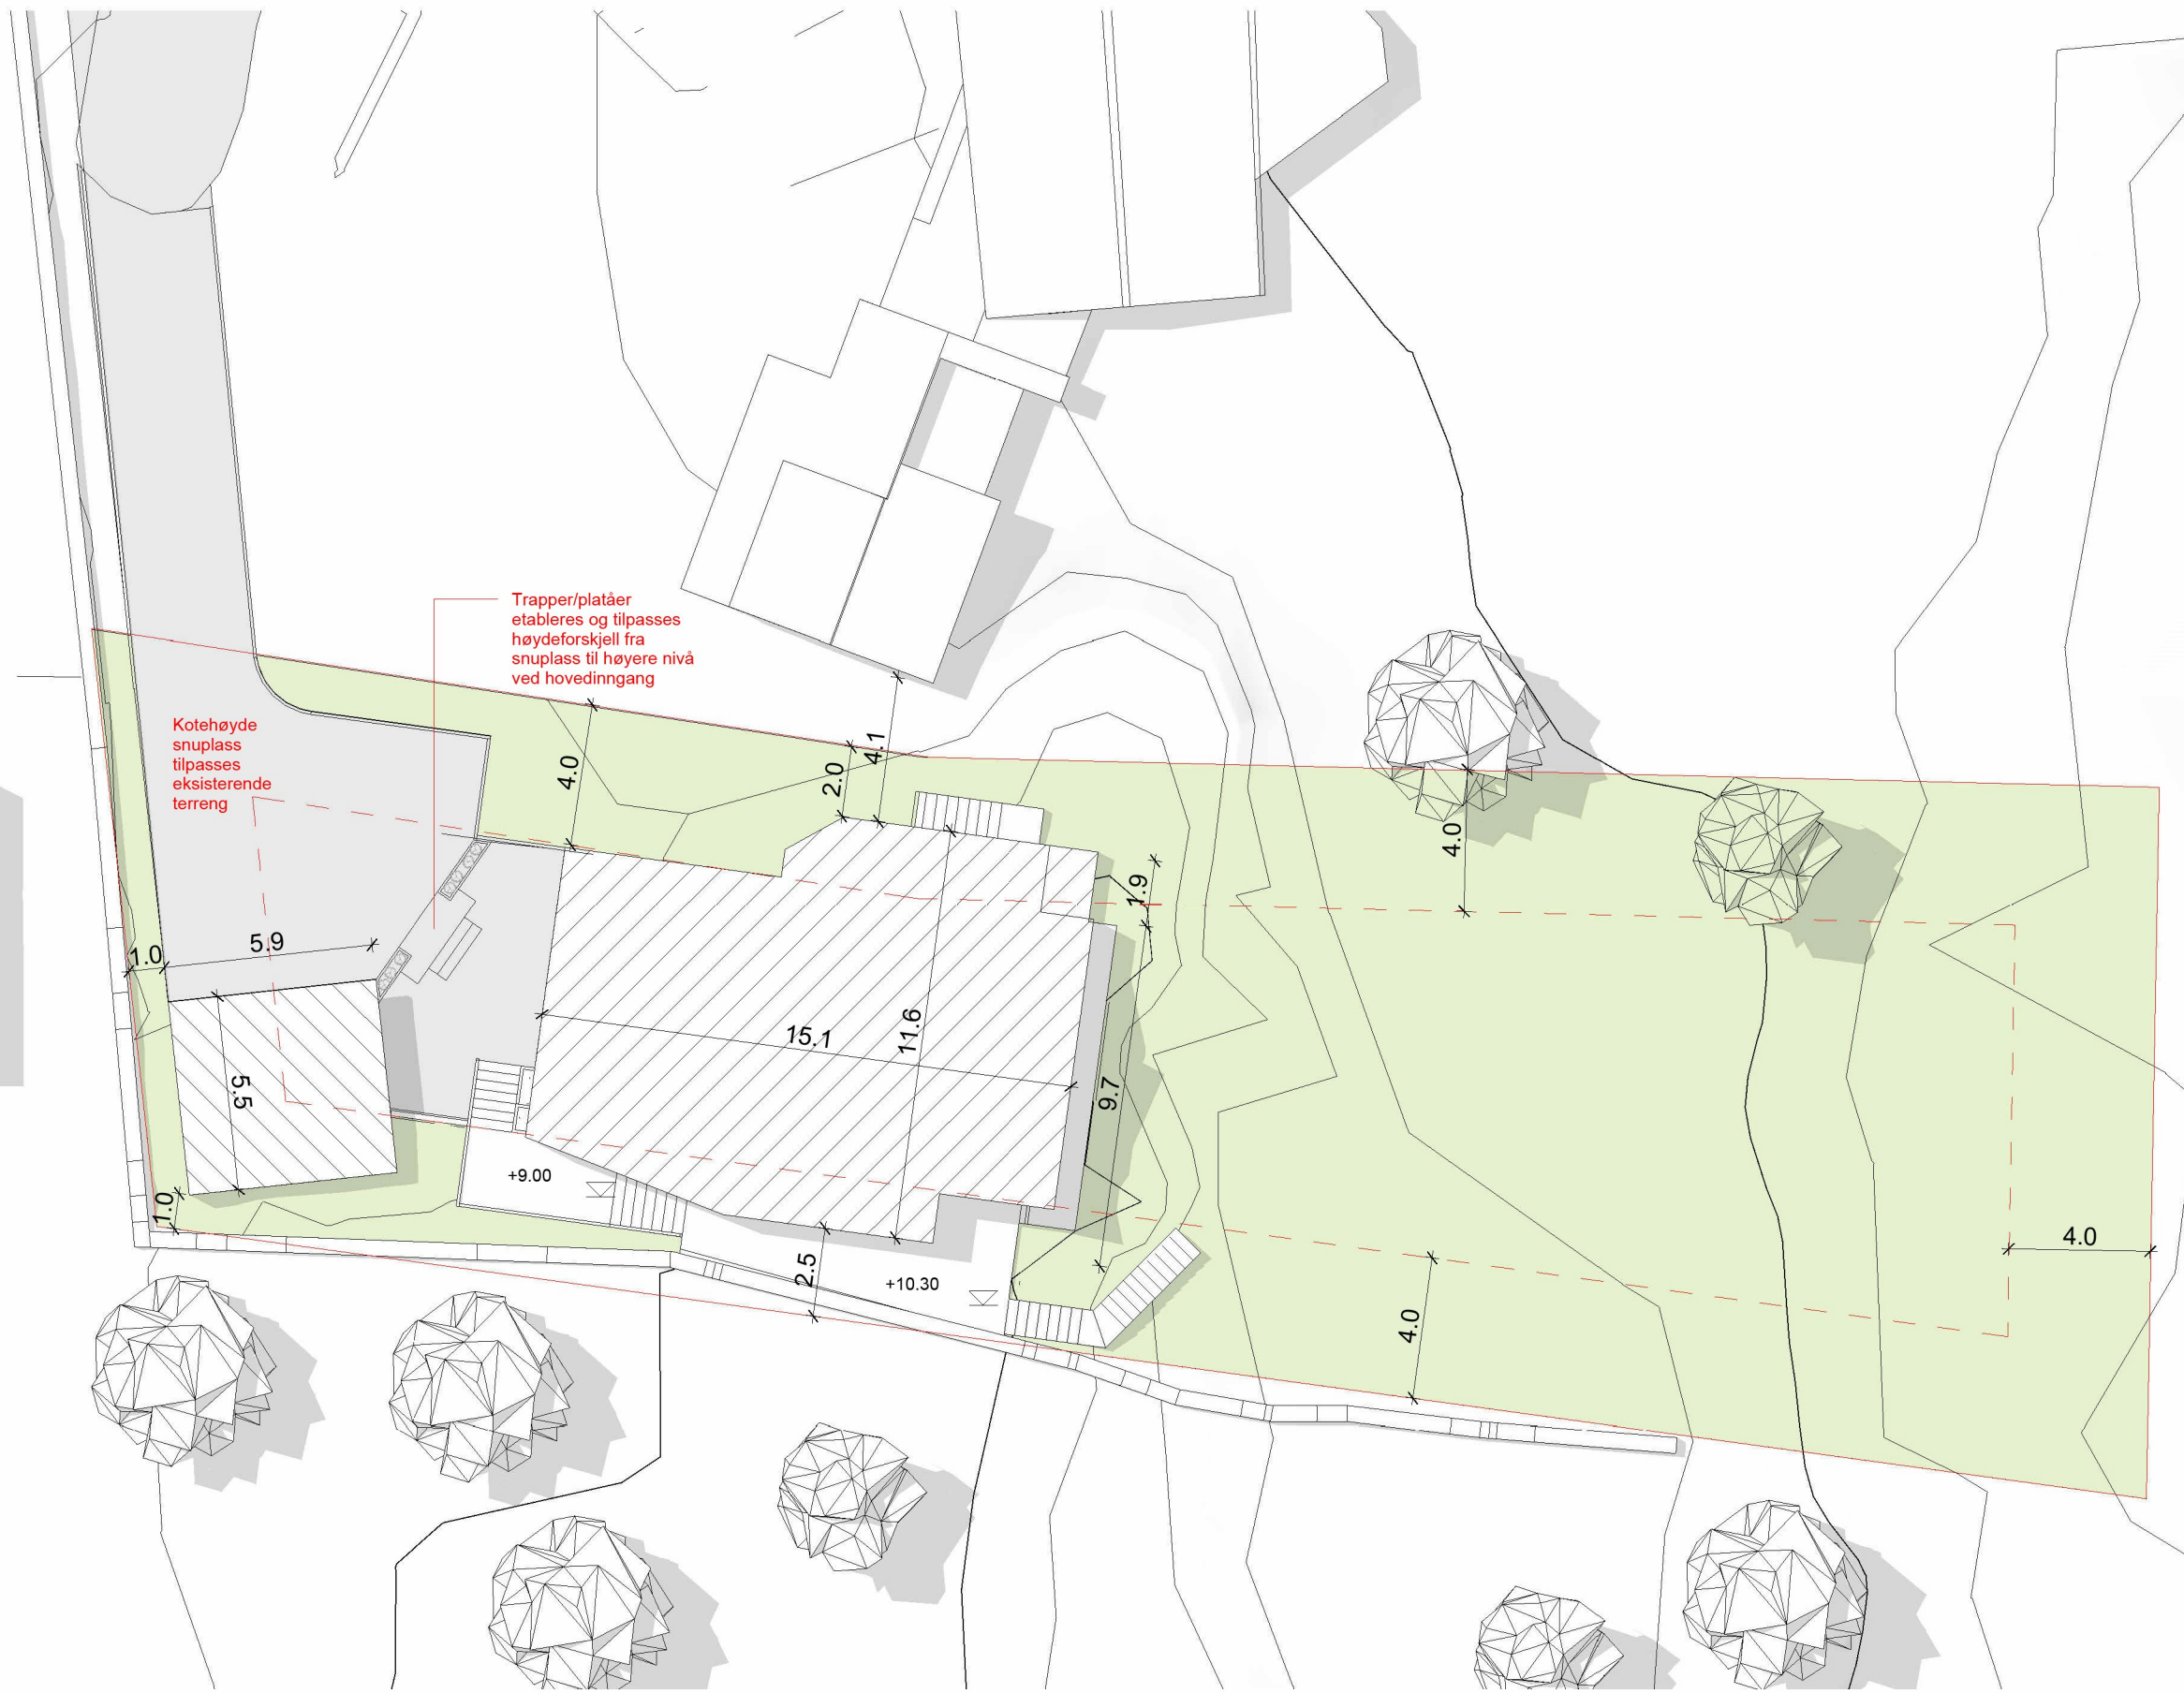 Trapper/platåer
etableres og tilpasses
høydeforskjell fra
snuplass til høyere nivå
ved hovedinngang
Kotehøyde
snuplass
tilpasses
eksisterende
terreng
4.0
2.0
4.1
4.0
1.9
1.0
5.9
15.1
11.6
9.7
5.5
+9.00
1.0
2.5
+10.30
4.0
4.0